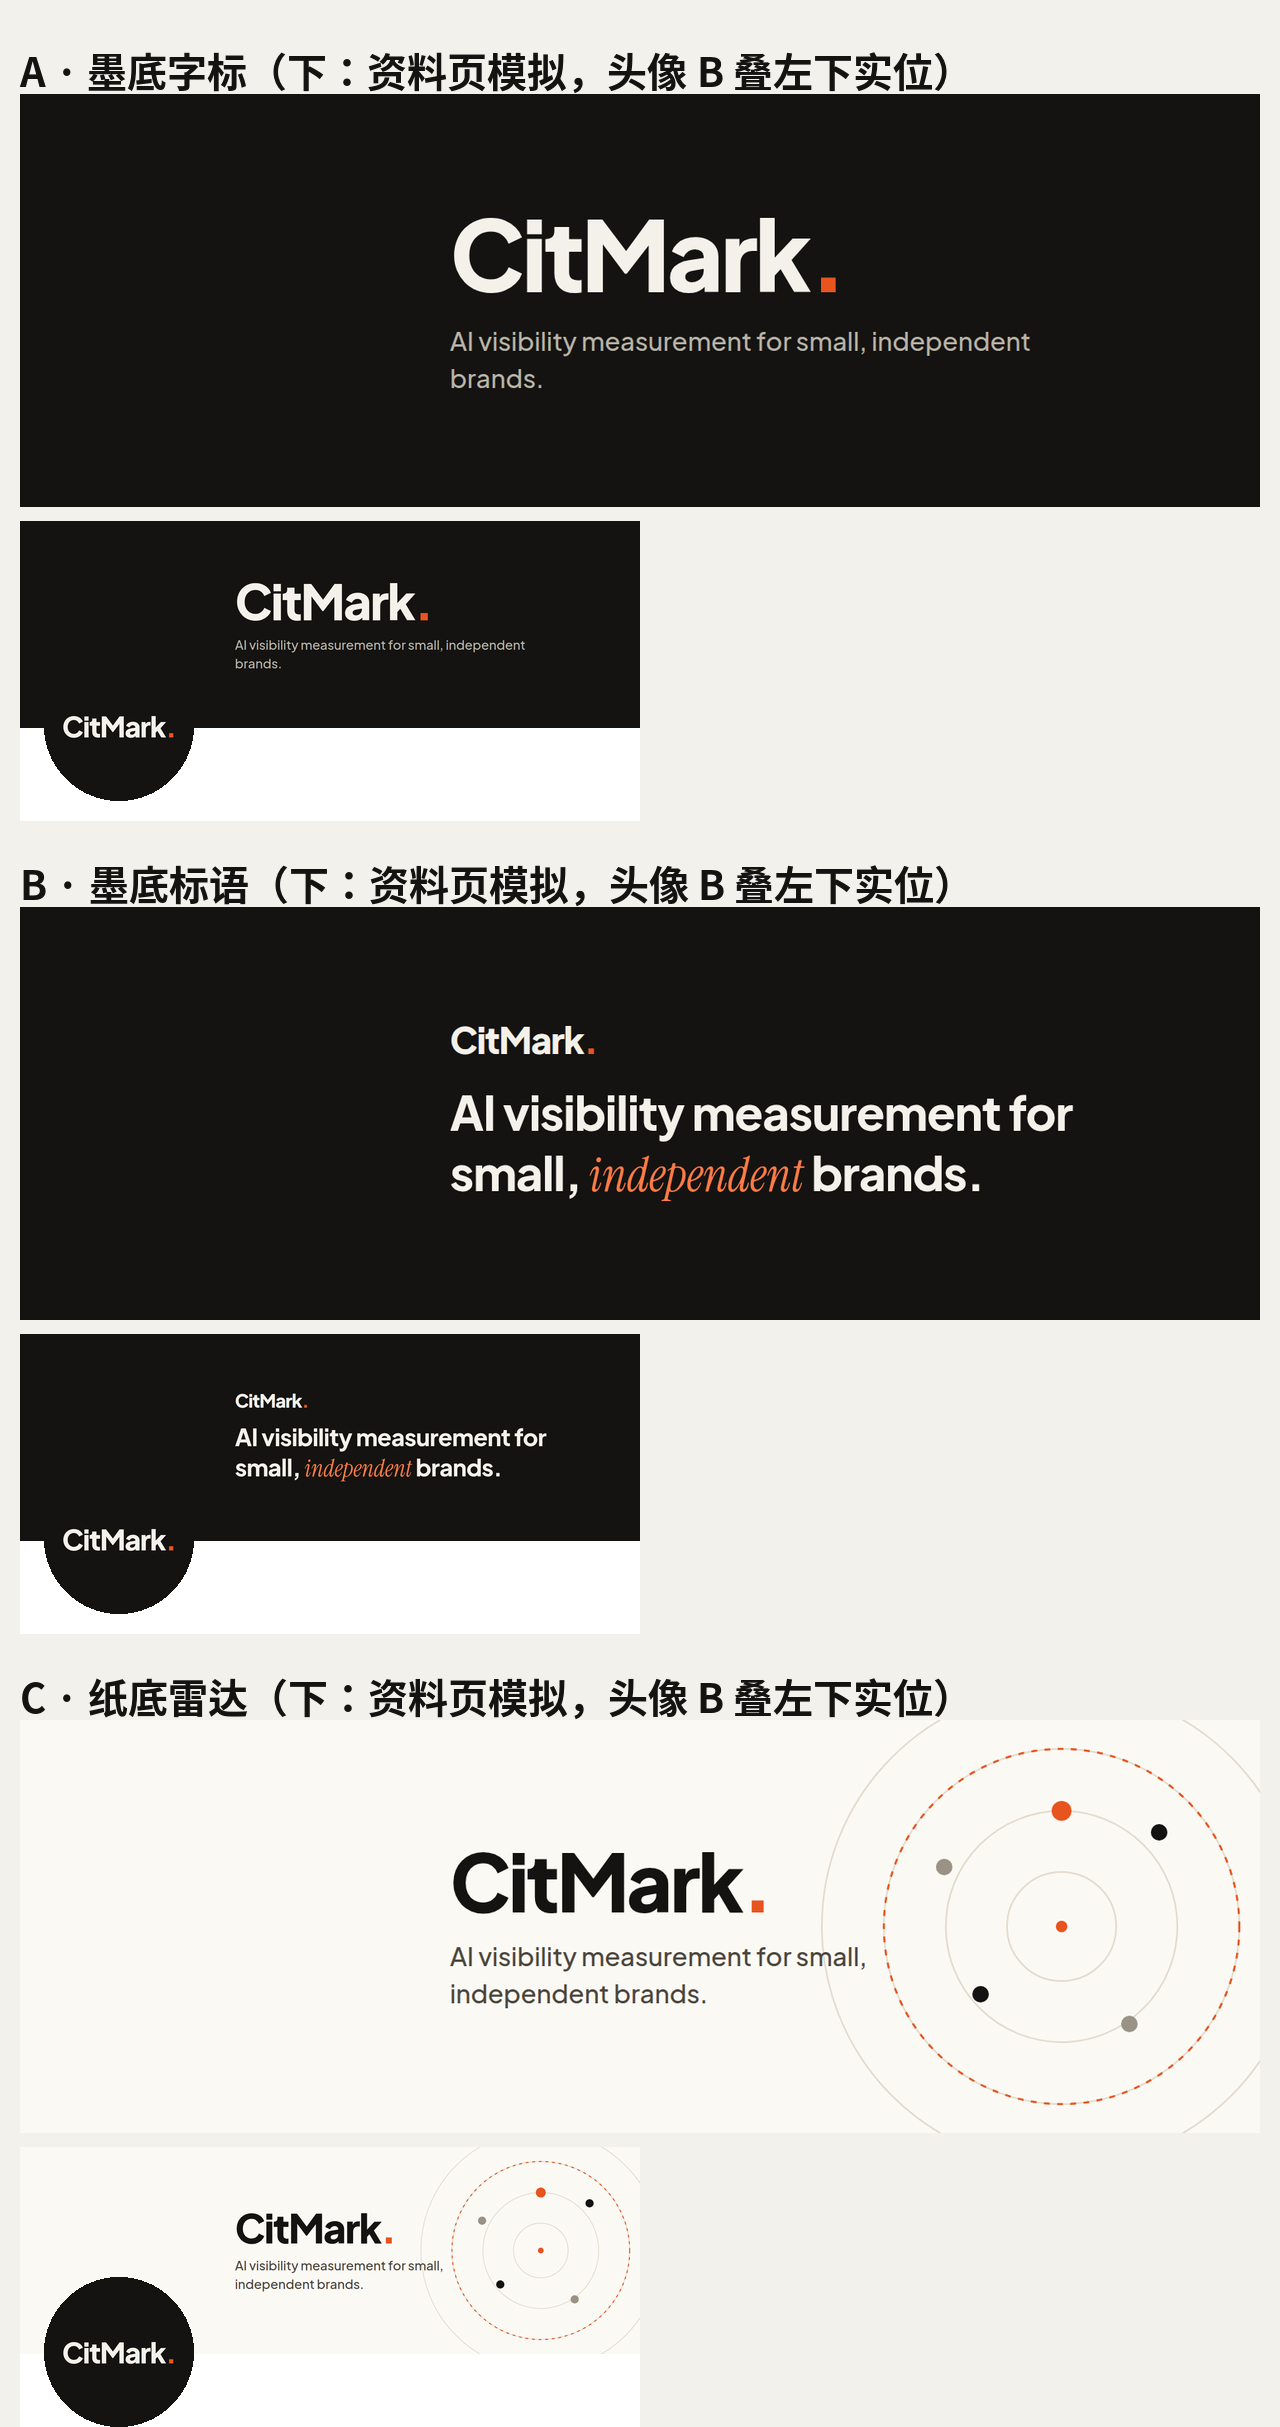 A · 墨底字标（下：资料页模拟，头像 B 叠左下实位）
CitMark.
AI visibility measurement for small, independent
brands.
CitMark.
AI visibility measurement for small, independent
brands.
CitMark.
B · 墨底标语（下：资料页模拟，头像 B 叠左下实位）
CitMark.
AI visibility measurement for
small, independent brands.
CitMark.
AI visibility measurement for
small, independent brands.
CitMark.
C · 纸底雷达（下：资料页模拟，头像 B 叠左下实位）
CitMark.
AI visibility measurement for small,
independent brands.
CitMark.
AI visibility measurement for small,
independent brands.
CitMark.